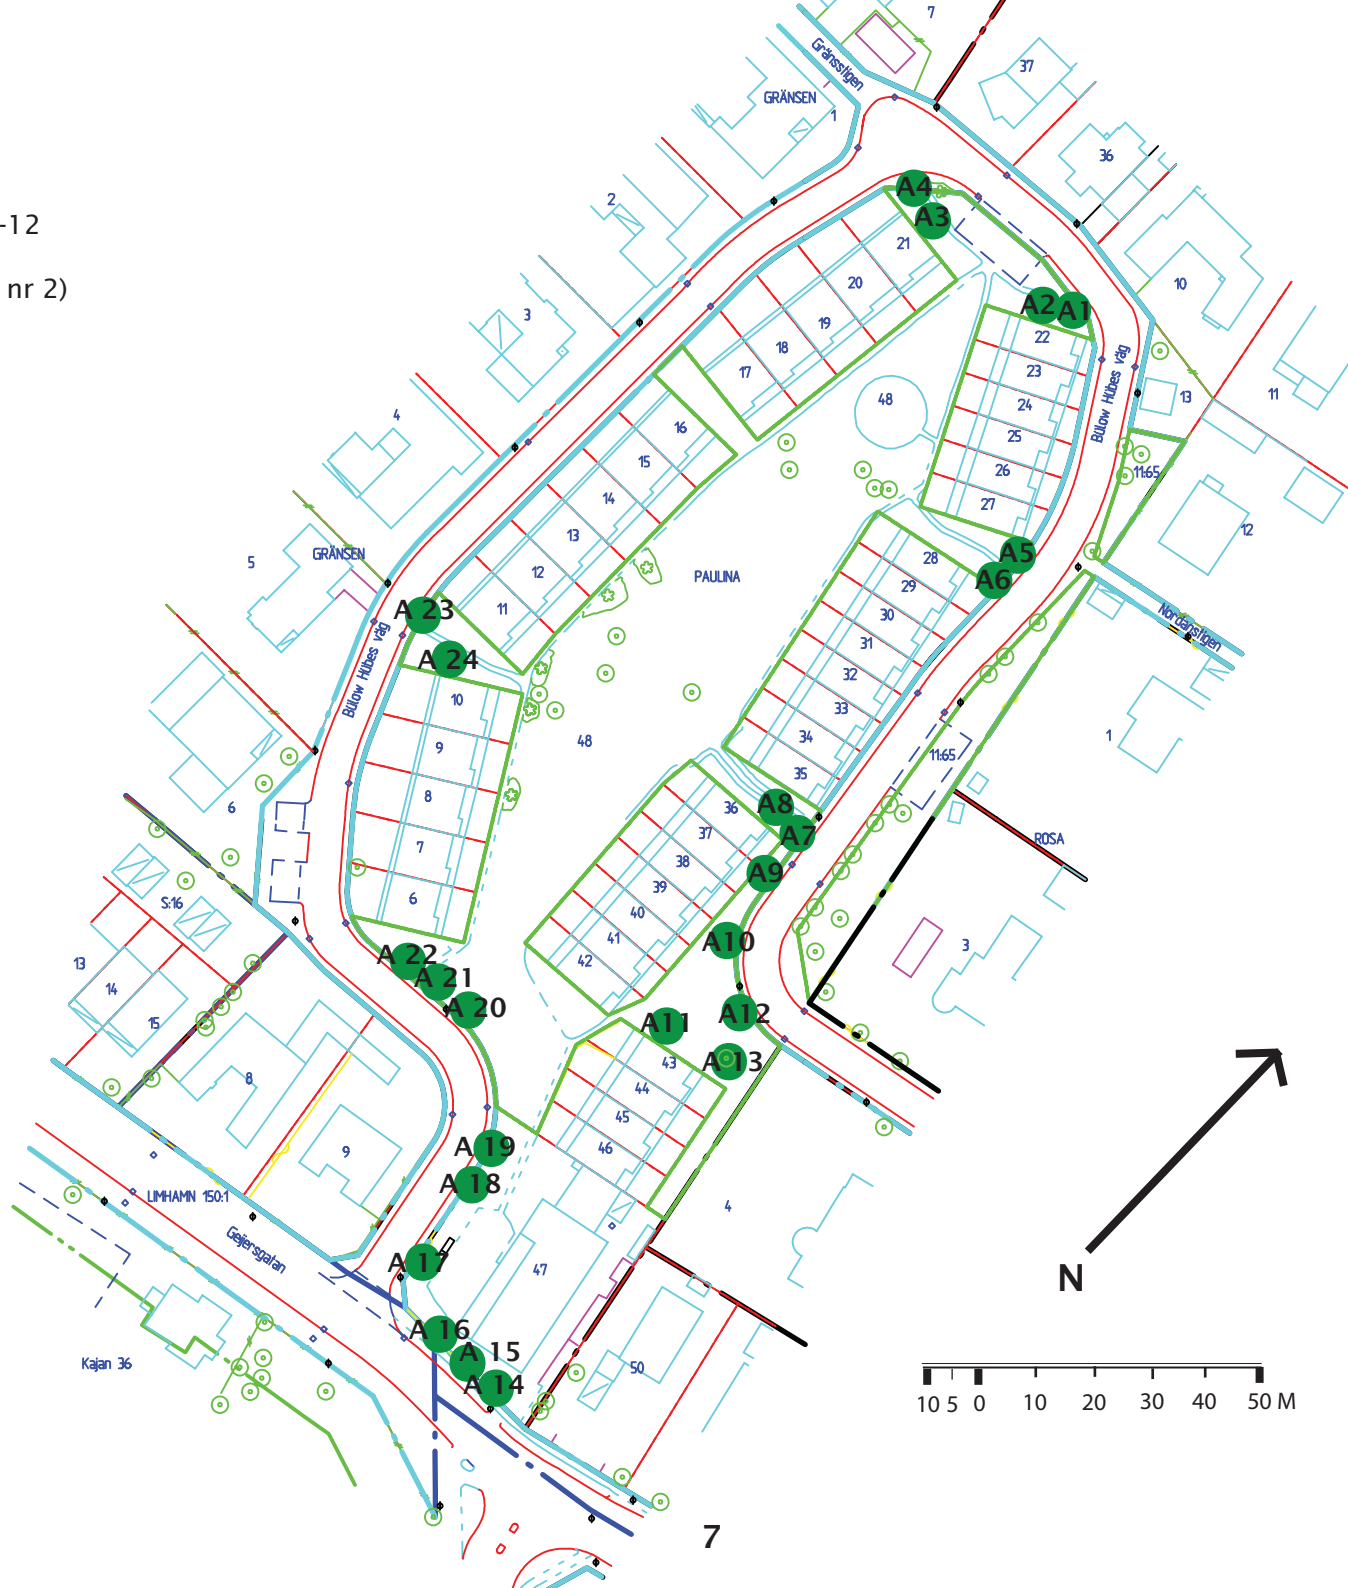 7
Gränsstigen
37
GRÄNSEN
1
36
-12
2
A4
A3
21
nr 2)
20
10
A2
A1
3
19
22
18
23
Bülow Hübes väg
17
11
13
24
48
4
16
25
15
26
11:65
14
27
12
13
GRÄNSEN
5
28
A5
12
PAULINA
A6
29
11
30
Nordanstigen
A 23
31
A 24
32
Bülow Hübes väg
10
33
34
1
48
9
11:65
35
8
36
A8
6
37
A7
ROSA
7
38
A9
39
6
S:16
40
A10
3
41
42
A 22
13
A 21
14
A 20
A12
15
A11
43
A 13
8
44
45
46
9
A 19
A 18
LIMHAMN 150:1
4
Geijersgatan
A 17
47
N
A 16
A 15
Kajan 36
50
A 14
10 5 0 10 20 30 40 50 M
7